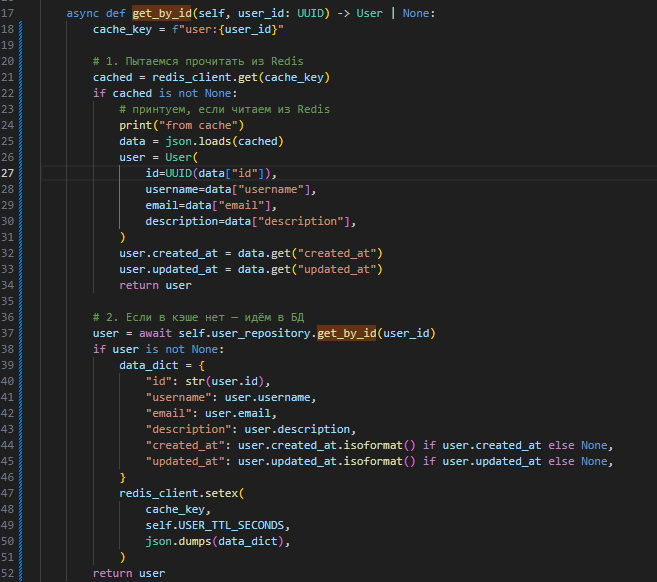 17 async def get_by_id(self, user_id: UUID) -> User | None:
18 cache_key = f"user:{user_id}"
19
20 # 1. Пытаемся прочитать из Redis
21 cached = redis_client.get(cache_key)
22 if cached is not None:
23 # принтуем, если читаем из Redis
24 print("from cache")
25 data = json.loads(cached)
26 user = User(
27 id=UUID(data["id"]),
28 username=data["username"],
29 email=data["email"],
30 description=data["description"],
31 )
32 user.created_at = data.get("created_at")
33 user.updated_at = data.get("updated_at")
34 return user
35
36 # 2. Если в кэше нет — идём в БД
37 user = await self.user_repository.get_by_id(user_id)
38 if user is not None:
39 data_dict = {
40 "id": str(user.id),
41 "username": user.username,
42 "email": user.email,
43 "description": user.description,
44 "created_at": user.created_at.isoformat() if user.created_at else None,
45 "updated_at": user.updated_at.isoformat() if user.updated_at else None,
46 }
47 redis_client.setex(
48 cache_key,
49 self.USER_TTL_SECONDS,
50 json.dumps(data_dict),
51 )
52 return user